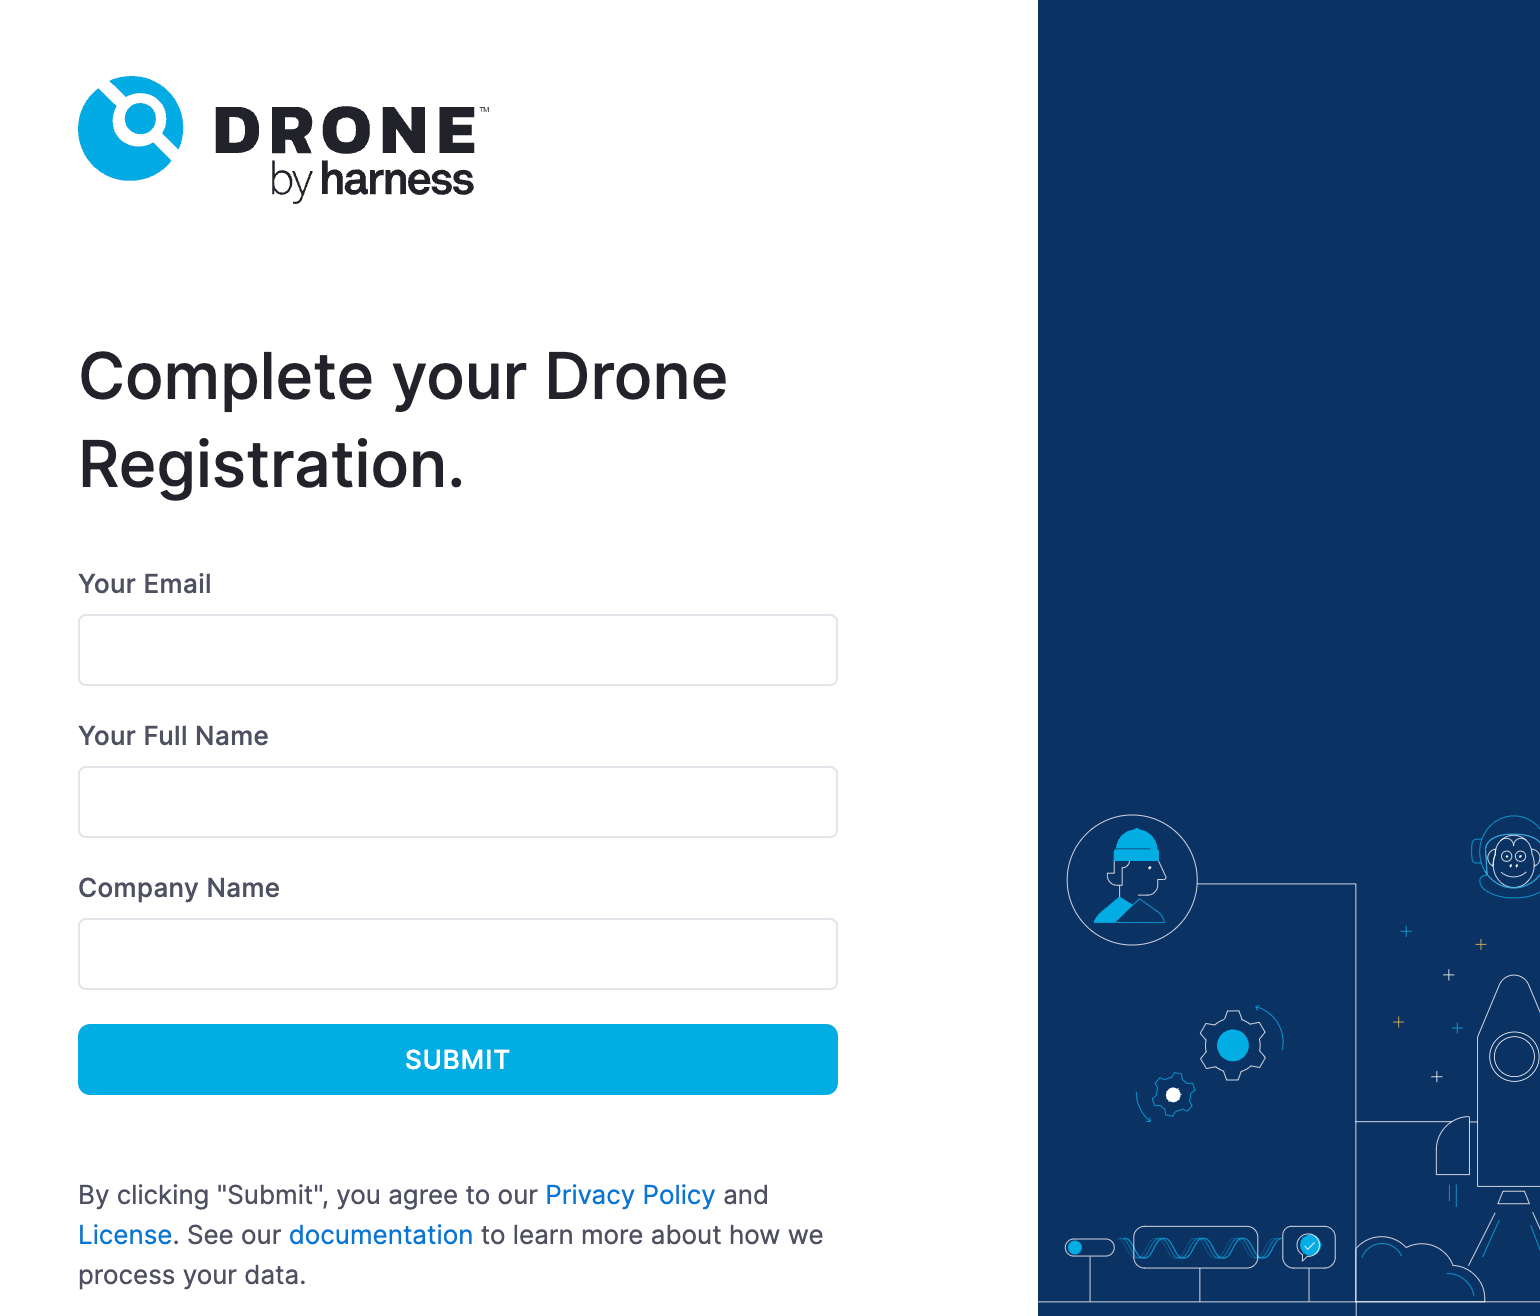 DRONE™
by harness
Complete your Drone
Registration.
Your Email
Your Full Name
Company Name
SUBMIT
By clicking "Submit", you agree to our Privacy Policy and
License. See our documentation to learn more about how we
process your data.